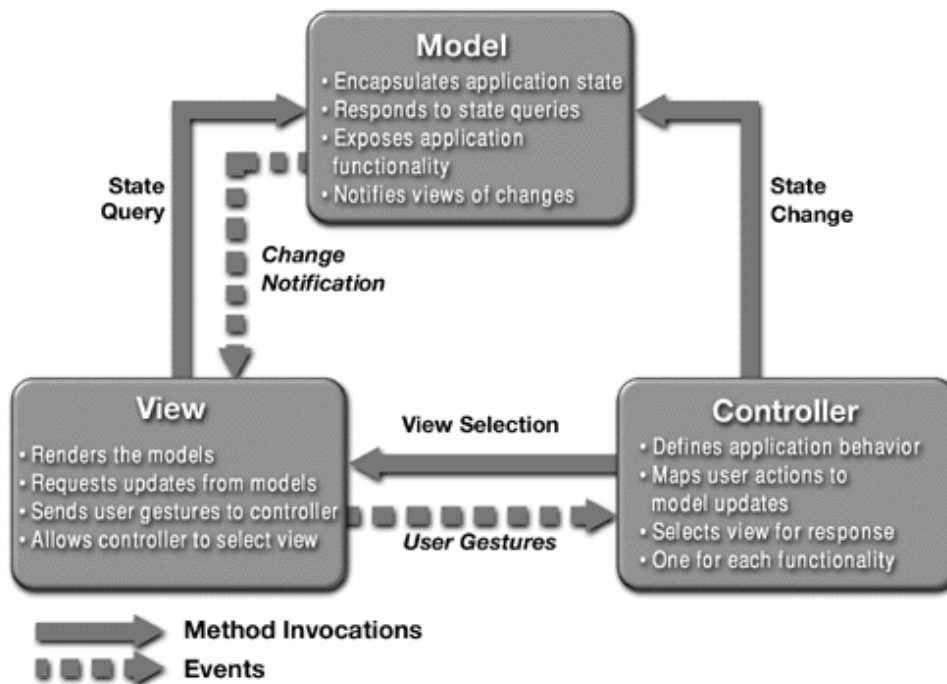 Model
• Encapsulates application state
• Responds to state queries
• Exposes application
functionality
• Notifies views of changes
State
Query
State
Change
Change
Notification
View
• Renders the models
• Requests updates from models
• Sends user gestures to controller
• Allows controller to select view
View Selection
User Gestures
Controller
• Defines application behavior
• Maps user actions to
model updates
• Selects view for response
• One for each functionality
Method Invocations
Events